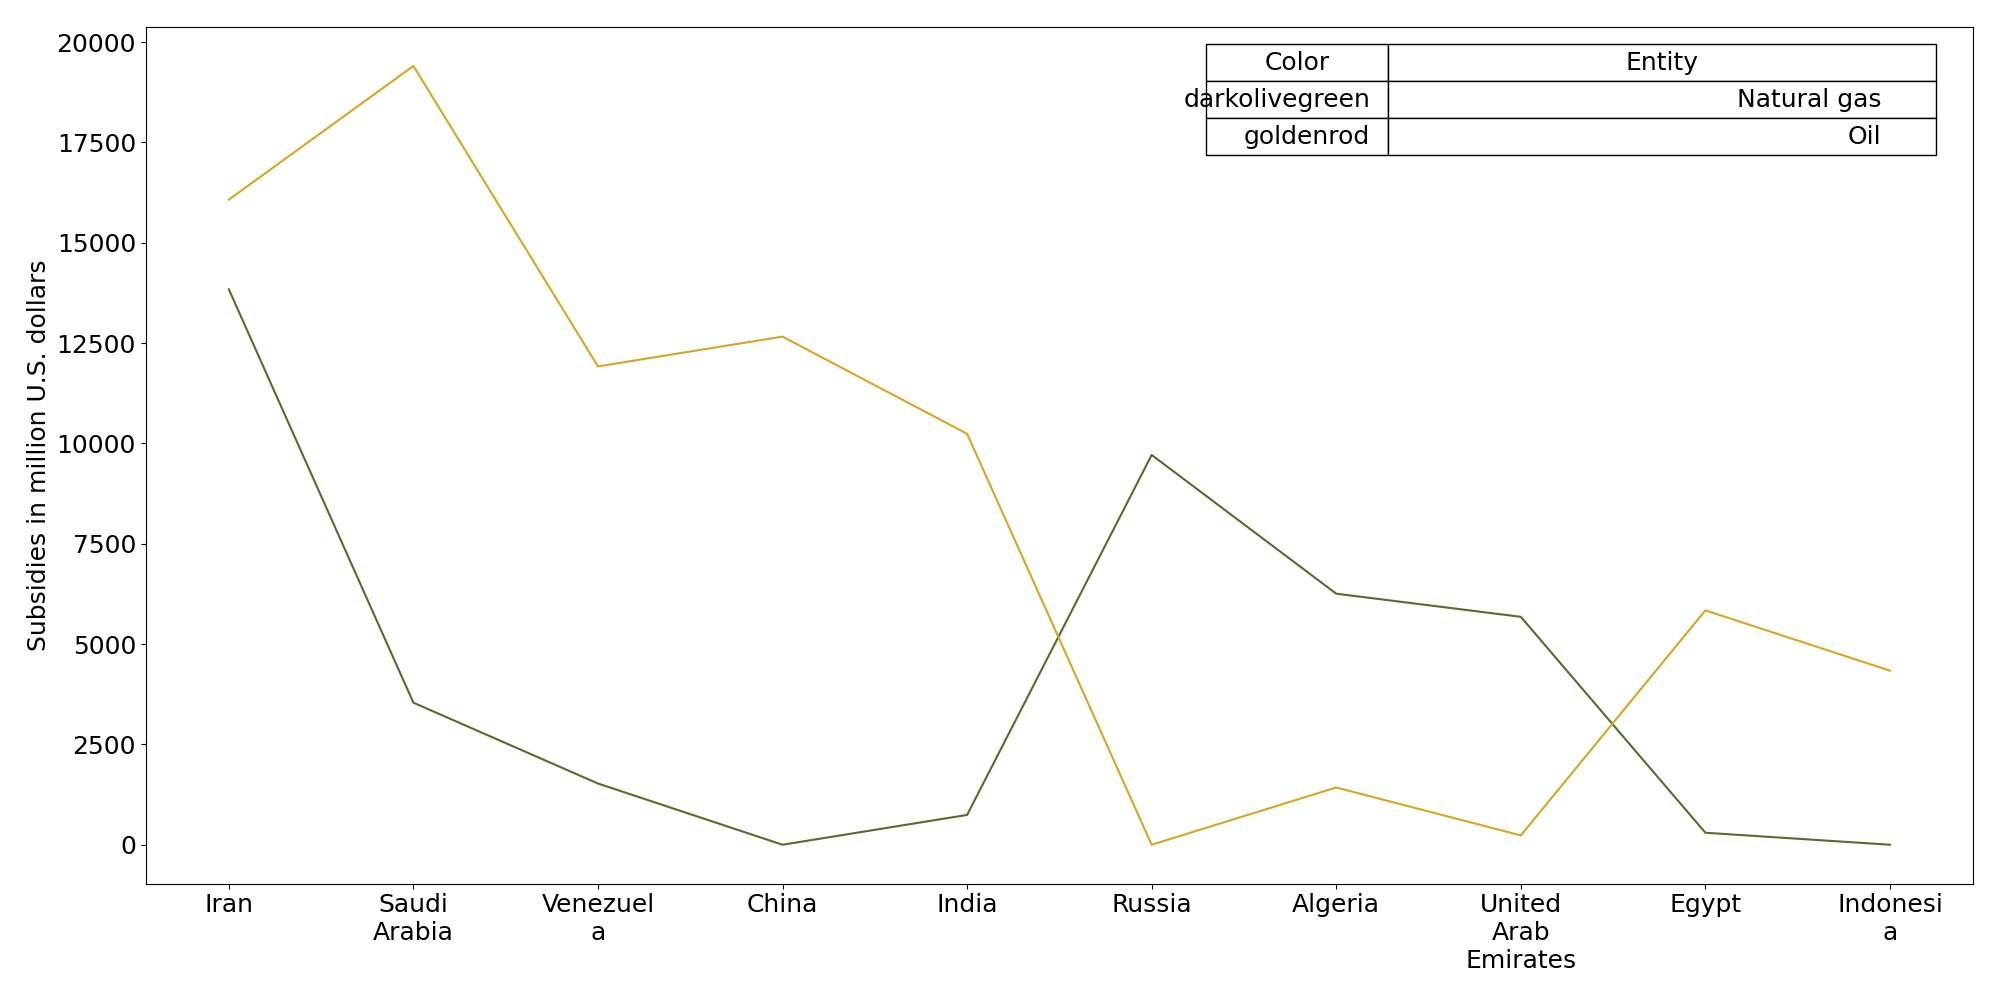 20000
17500
15000
12500
10000
7500
5000
2500
0
Subsidies in million U.S. dollars
Color Entity
darkolivegreen Natural gas
goldenrod Oil
Iran
Saudi
Arabia
Venezuel
a
China
India
Russia
Algeria
United
Arab
Emirates
Egypt
Indonesi
a